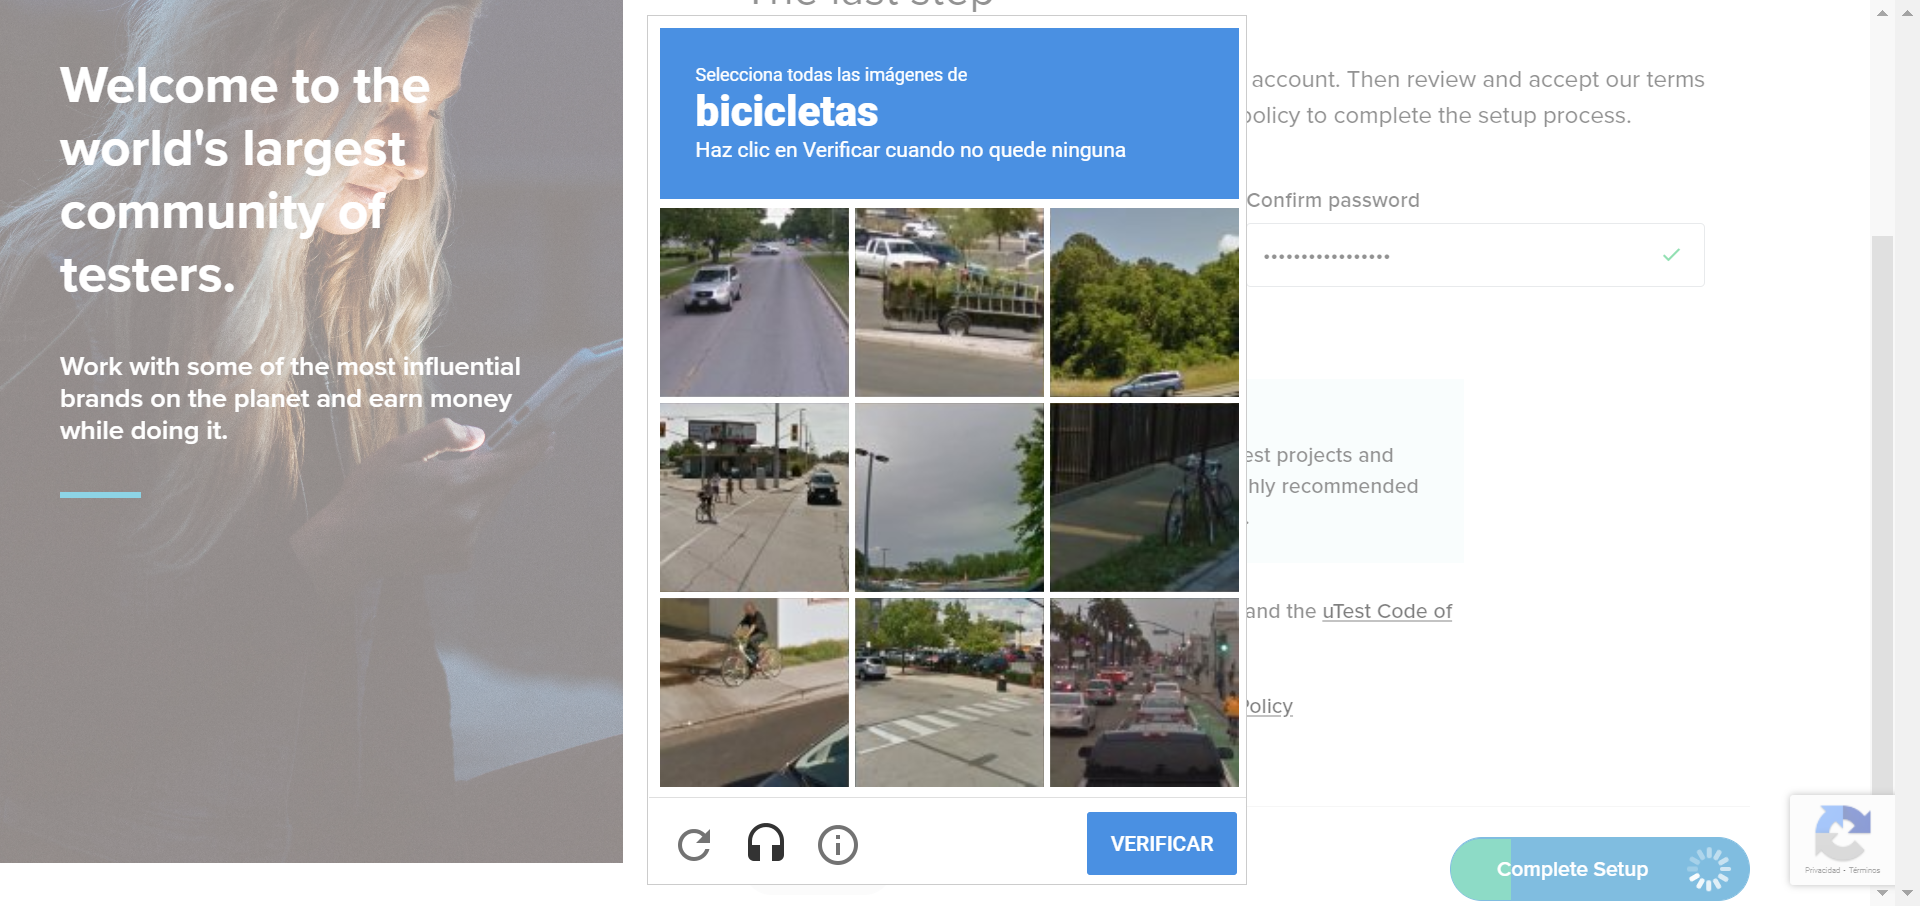 The last step
Welcome to the
world's largest
community of
testers.
Work with some of the most influential
brands on the planet and earn money
while doing it.
Selecciona todas las imágenes de
bicicletas
Haz clic en Verificar cuando no quede ninguna
VERIFICAR
account. Then review and accept our terms
policy to complete the setup process.
Confirm password
projects and
recommended
and the uTest Code of
Policy
Complete Setup
Privacidad - Términos